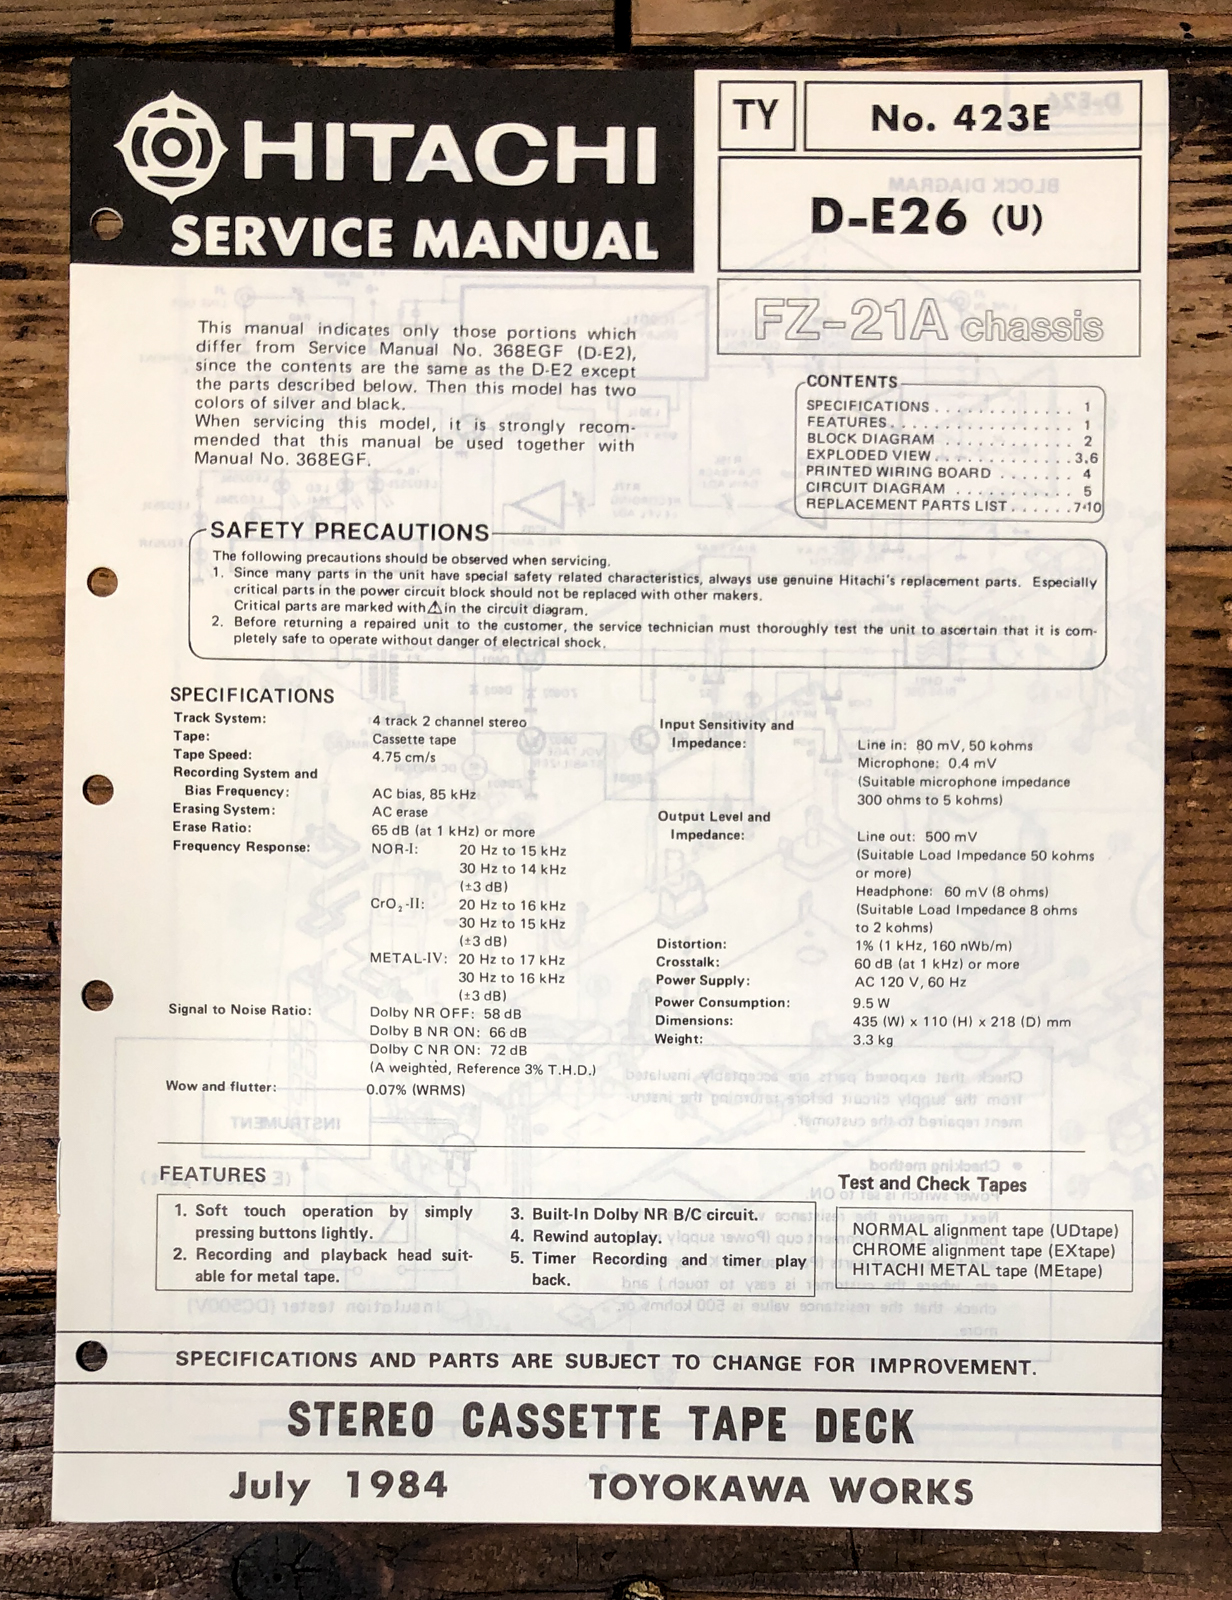 HITACHI
SERVICE MANUAL
TY
No. 423E
D-E26 (U)
FZ-21A chassis
This manual indicates only those portions which
differ from Service Manual No. 368EGF (D-E2),
since the contents are the same as the D-E2 except
the parts described below. Then this model has two
colors of silver and black.
When servicing this model, it is strongly recom-
mended that this manual be used together with
Manual No. 368EGF.
CONTENTS
SPECIFICATIONS . . . . . . . . . . . . . 1
FEATURES . . . . . . . . . . . . . . . . . 1
BLOCK DIAGRAM . . . . . . . . . . . . 2
EXPLODED VIEW . . . . . . . . . . . . 3,6
PRINTED WIRING BOARD . . . . . . . 4
CIRCUIT DIAGRAM . . . . . . . . . . . 5
REPLACEMENT PARTS LIST . . . . . . 7-10
SAFETY PRECAUTIONS
The following precautions should be observed when servicing.
1. Since many parts in the unit have special safety related characteristics, always use genuine Hitachi's replacement parts. Especially
critical parts in the power circuit block should not be replaced with other makers.
Critical parts are marked with ⚠ in the circuit diagram.
2. Before returning a repaired unit to the customer, the service technician must thoroughly test the unit to ascertain that it is com-
pletely safe to operate without danger of electrical shock.
SPECIFICATIONS
Track System: 4 track 2 channel stereo
Tape: Cassette tape
Tape Speed: 4.75 cm/s
Recording System and
Bias Frequency: AC bias, 85 kHz
Erasing System: AC erase
Erase Ratio: 65 dB (at 1 kHz) or more
Frequency Response: NOR-I: 20 Hz to 15 kHz
30 Hz to 14 kHz
(±3 dB)
CrO₂-II: 20 Hz to 16 kHz
30 Hz to 15 kHz
(±3 dB)
METAL-IV: 20 Hz to 17 kHz
30 Hz to 16 kHz
(±3 dB)
Signal to Noise Ratio: Dolby NR OFF: 58 dB
Dolby B NR ON: 66 dB
Dolby C NR ON: 72 dB
(A weighted, Reference 3% T.H.D.)
Wow and flutter: 0.07% (WRMS)
Input Sensitivity and
Impedance: Line in: 80 mV, 50 kohms
Microphone: 0.4 mV
(Suitable microphone impedance
300 ohms to 5 kohms)
Output Level and
Impedance: Line out: 500 mV
(Suitable Load Impedance 50 kohms
or more)
Headphone: 60 mV (8 ohms)
(Suitable Load Impedance 8 ohms
to 2 kohms)
Distortion: 1% (1 kHz, 160 nWb/m)
Crosstalk: 60 dB (at 1 kHz) or more
Power Supply: AC 120 V, 60 Hz
Power Consumption: 9.5 W
Dimensions: 435 (W) x 110 (H) x 218 (D) mm
Weight: 3.3 kg
FEATURES
1. Soft touch operation by simply
pressing buttons lightly.
2. Recording and playback head suit-
able for metal tape.
3. Built-In Dolby NR B/C circuit.
4. Rewind autoplay.
5. Timer Recording and timer play
back.
Test and Check Tapes
NORMAL alignment tape (UDtape)
CHROME alignment tape (EXtape)
HITACHI METAL tape (MEtape)
SPECIFICATIONS AND PARTS ARE SUBJECT TO CHANGE FOR IMPROVEMENT.
STEREO CASSETTE TAPE DECK
July 1984 TOYOKAWA WORKS